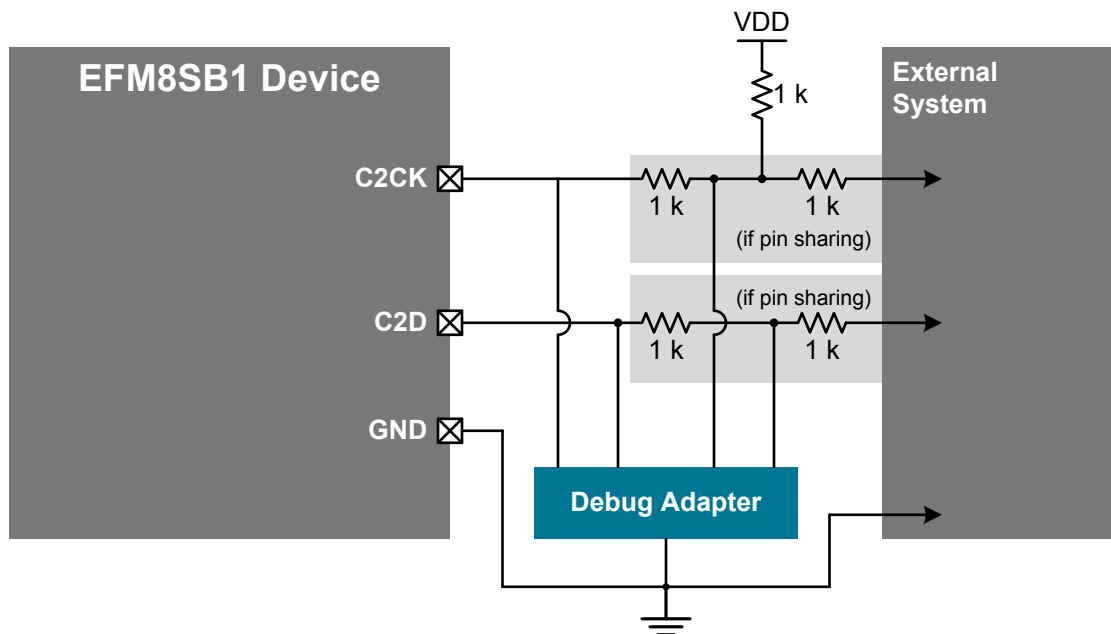 VDD
EFM8SB1 Device
External
System
1 k
C2CK
1 k
1 k
(if pin sharing)
(if pin sharing)
C2D
1 k
1 k
GND
Debug Adapter